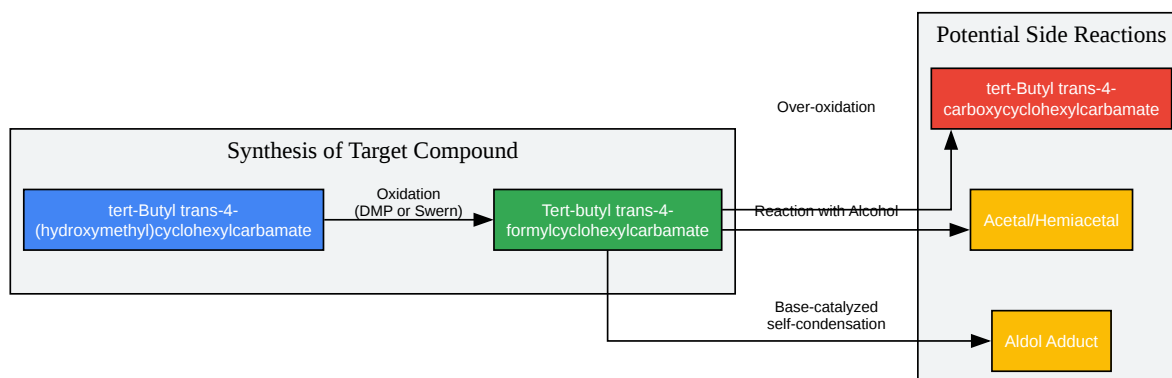 Potential Side Reactions
tert-Butyl trans-4-
carboxycyclohexylcarbamate
Over-oxidation
Synthesis of Target Compound
tert-Butyl trans-4-
(hydroxymethyl)cyclohexylcarbamate
Oxidation
(DMP or Swern)
Tert-butyl trans-4-
formylcyclohexylcarbamate
Reaction with Alcohol
Acetal/Hemiacetal
Base-catalyzed
self-condensation
Aldol Adduct